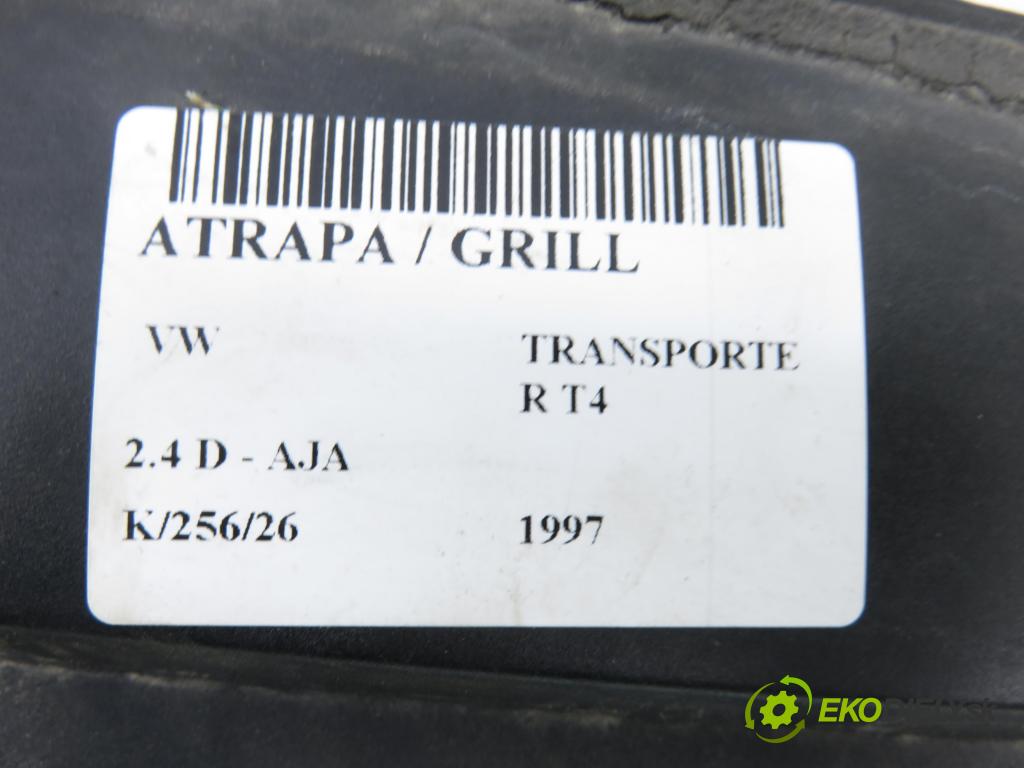 ATRAPA / GRILL
VW TRANSPORTE
R T4
2.4 D - AJA
K/256/26 1997
EKO